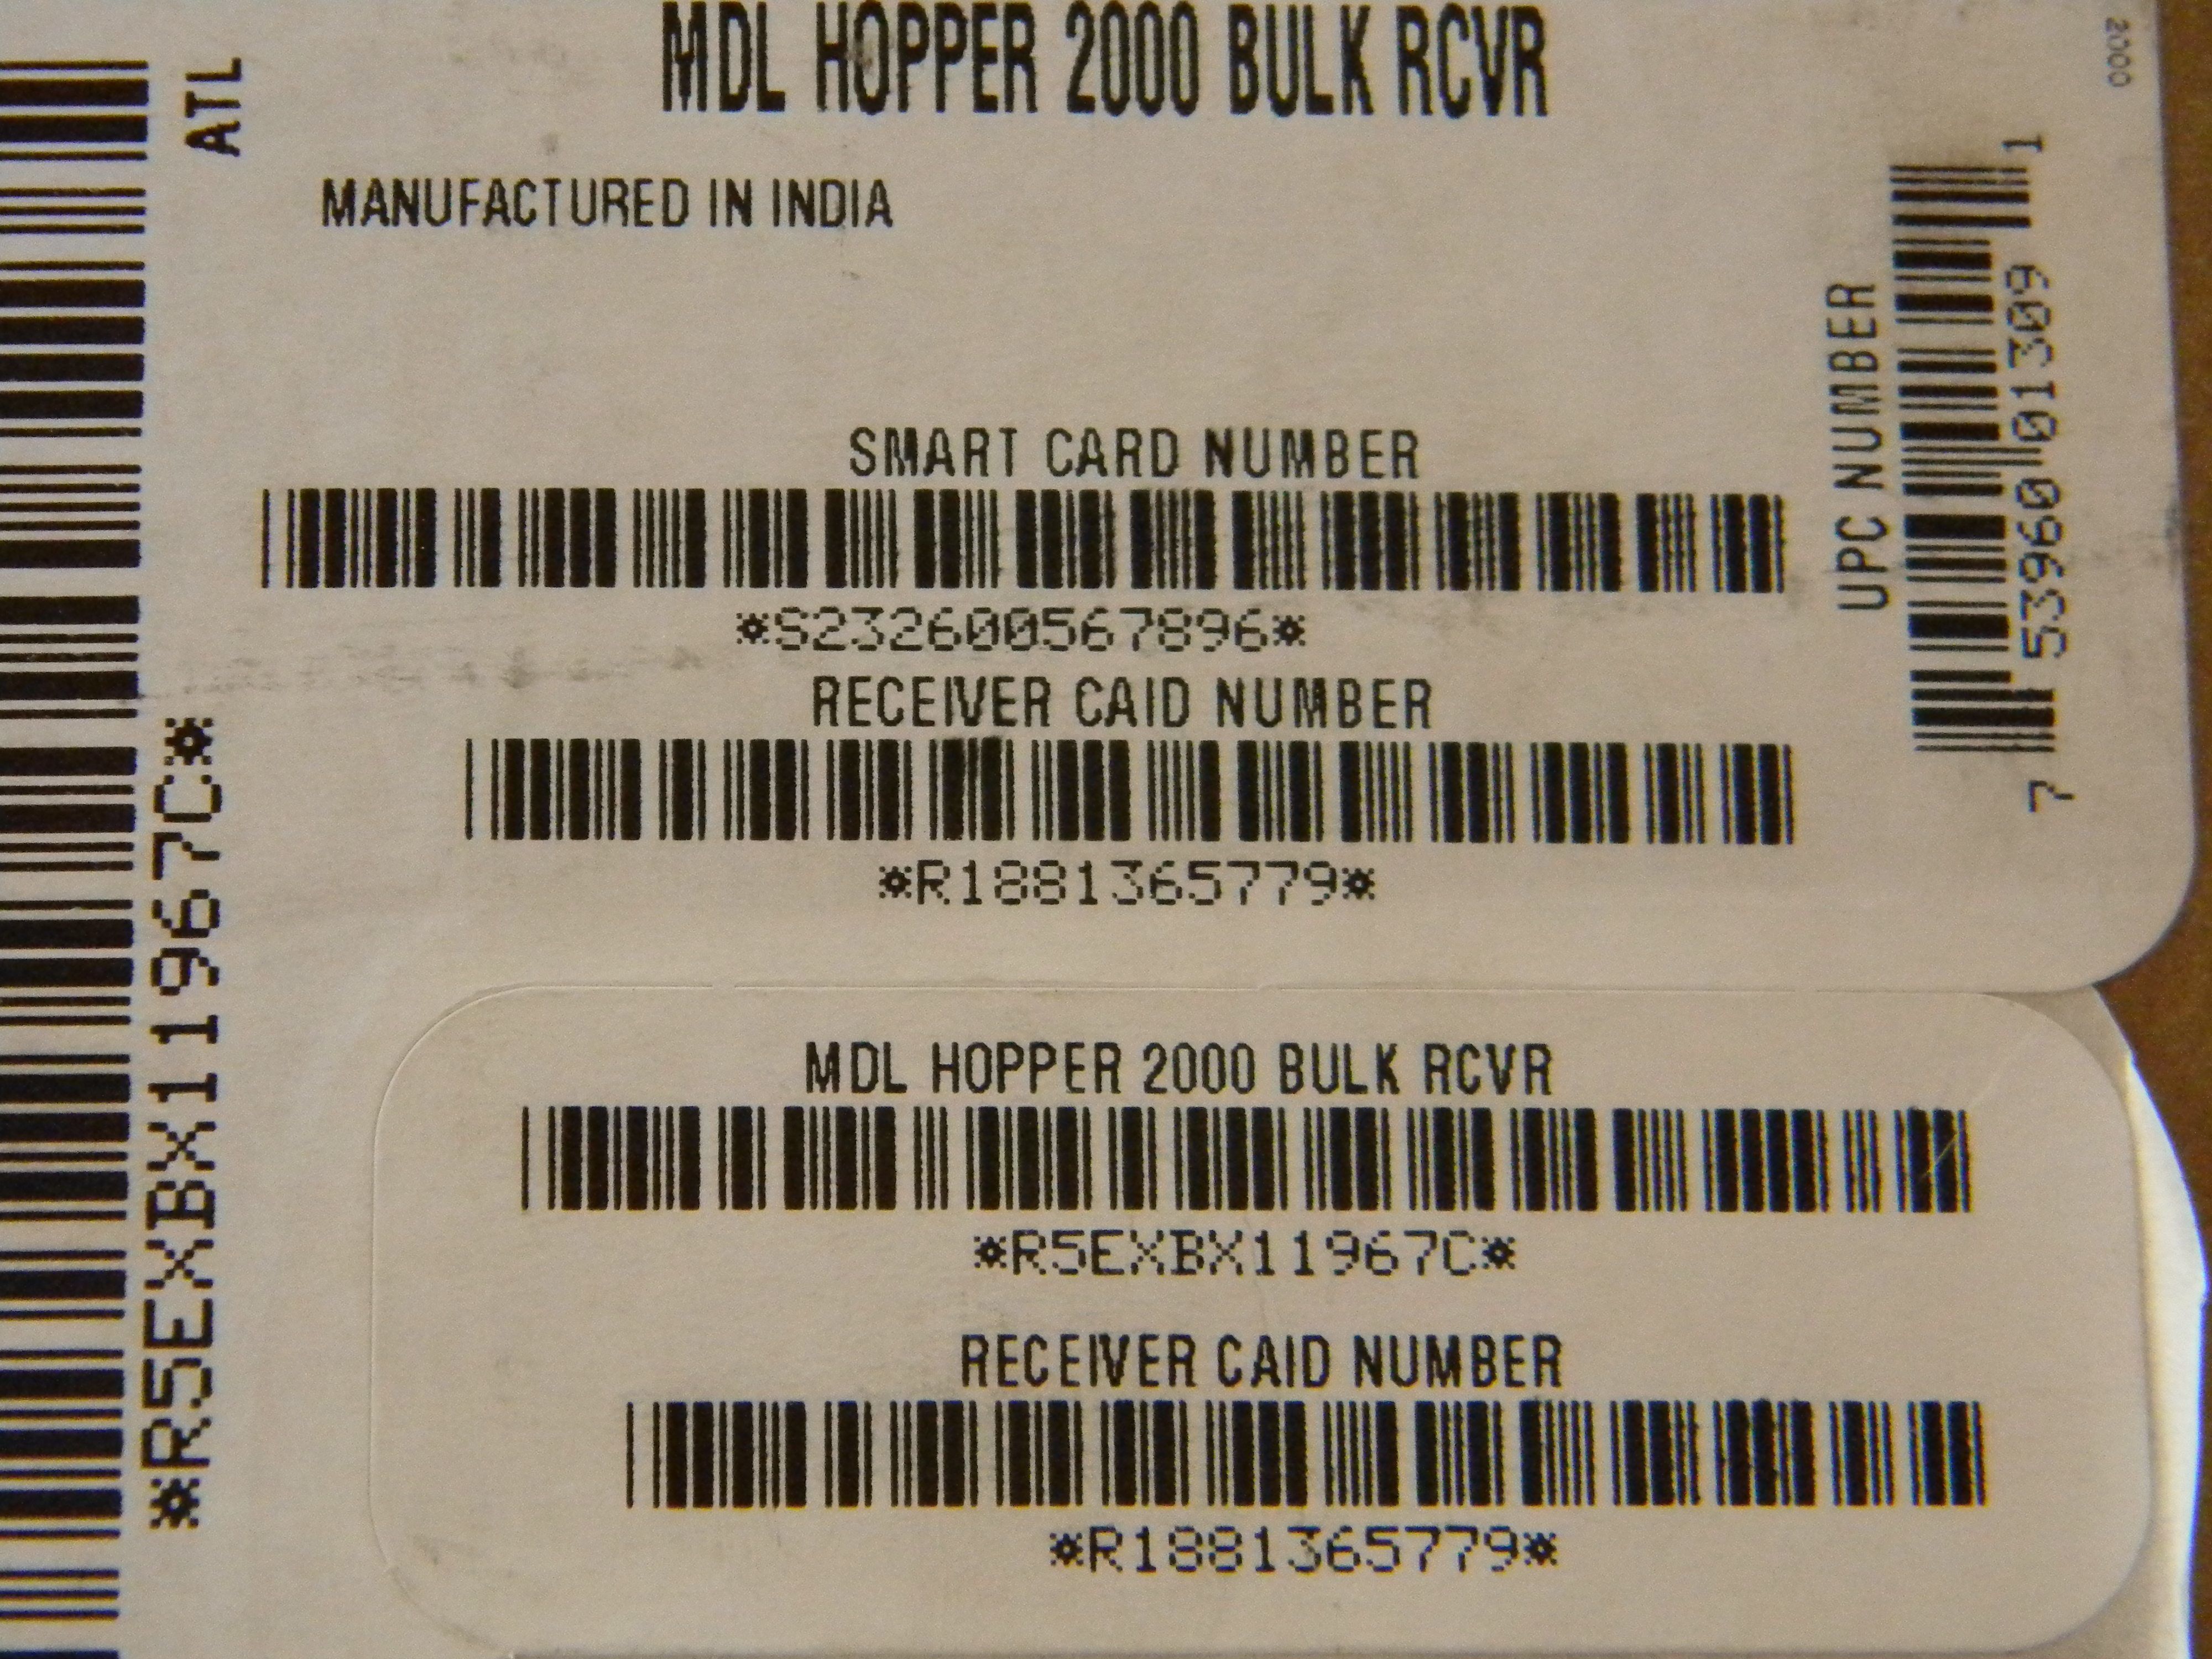 MDL HOPPER 2000 BULK RCVR
2000
ATL
MANUFACTURED IN INDIA
SMART CARD NUMBER
*S232600567896*
RECEIVER CAID NUMBER
*R1881365779*
UPC NUMBER
7 53960 01309 1
*R5EXBX11967C*
MDL HOPPER 2000 BULK RCVR
*R5EXBX11967C*
RECEIVER CAID NUMBER
*R1881365779*